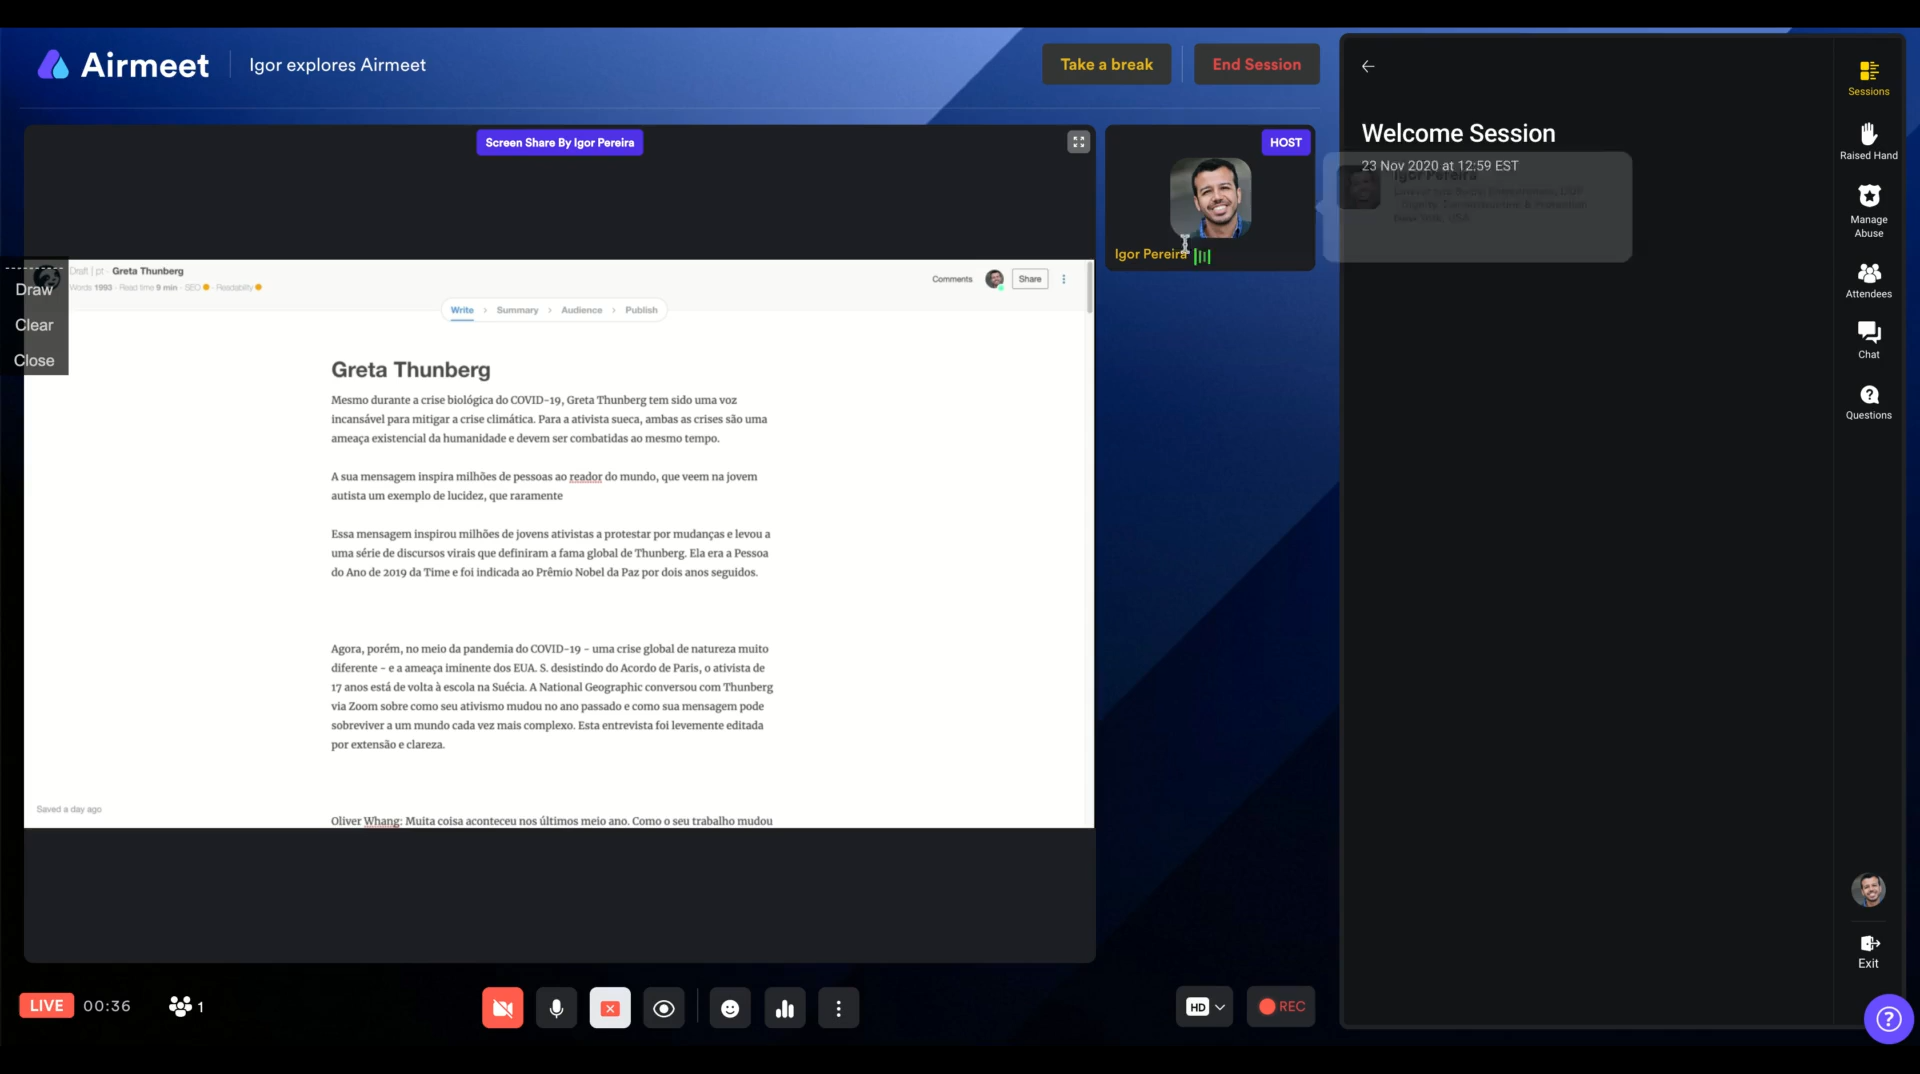 Airmeet
Igor explores Airmeet
Take a break
End Session
Screen Share By Igor Pereira
HOST
Igor Pereira
Draw
Clear
Close
Draft | pt - Greta Thunberg
Words 1993 - Read time 9 min - SEO - Readability
Comments
Share
Write > Summary > Audience > Publish
Greta Thunberg
Mesmo durante a crise biológica do COVID-19, Greta Thunberg tem sido uma voz
incansável para mitigar a crise climática. Para a ativista sueca, ambas as crises são uma
ameaça existencial da humanidade e devem ser combatidas ao mesmo tempo.
A sua mensagem inspira milhões de pessoas ao reador do mundo, que veem na jovem
autista um exemplo de lucidez, que raramente
Essa mensagem inspirou milhões de jovens ativistas a protestar por mudanças e levou a
uma série de discursos virais que definiram a fama global de Thunberg. Ela era a Pessoa
do Ano de 2019 da Time e foi indicada ao Prêmio Nobel da Paz por dois anos seguidos.
Agora, porém, no meio da pandemia do COVID-19 - uma crise global de natureza muito
diferente - e a ameaça iminente dos EUA. S. desistindo do Acordo de Paris, o ativista de
17 anos está de volta à escola na Suécia. A National Geographic conversou com Thunberg
via Zoom sobre como seu ativismo mudou no ano passado e como sua mensagem pode
sobreviver a um mundo cada vez mais complexo. Esta entrevista foi levemente editada
por extensão e clareza.
Saved a day ago
Oliver Whang: Muita coisa aconteceu nos últimos meio ano. Como o seu trabalho mudou
LIVE
00:36
1
HD
REC
Welcome Session
23 Nov 2020 at 12:59 EST
Igor Pereira
Sessions
Raised Hand
Manage
Abuse
Attendees
Chat
Questions
Exit